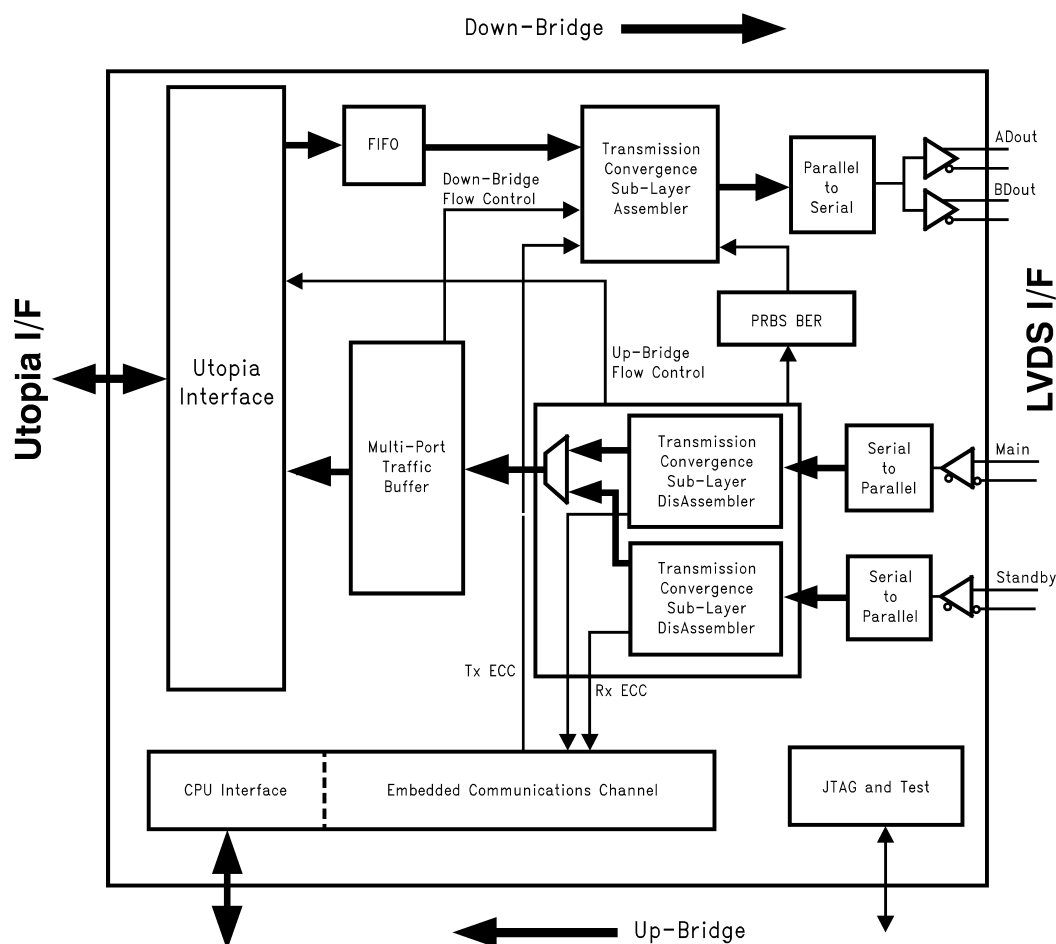 Down-Bridge
ADout
FIFO
Transmission
Convergence
Sub-Layer
Assembler
Parallel
to
Serial
BDout
Down-Bridge
Flow Control
Utopia I/F
LVDS I/F
PRBS BER
Utopia
Interface
Up-Bridge
Flow Control
Multi-Port
Traffic
Buffer
Transmission
Convergence
Sub-Layer
DisAssembler
Serial
to
Parallel
Main
Transmission
Convergence
Sub-Layer
DisAssembler
Serial
to
Parallel
Standby
Tx ECC
Rx ECC
CPU Interface
Embedded Communications Channel
JTAG and Test
Up-Bridge